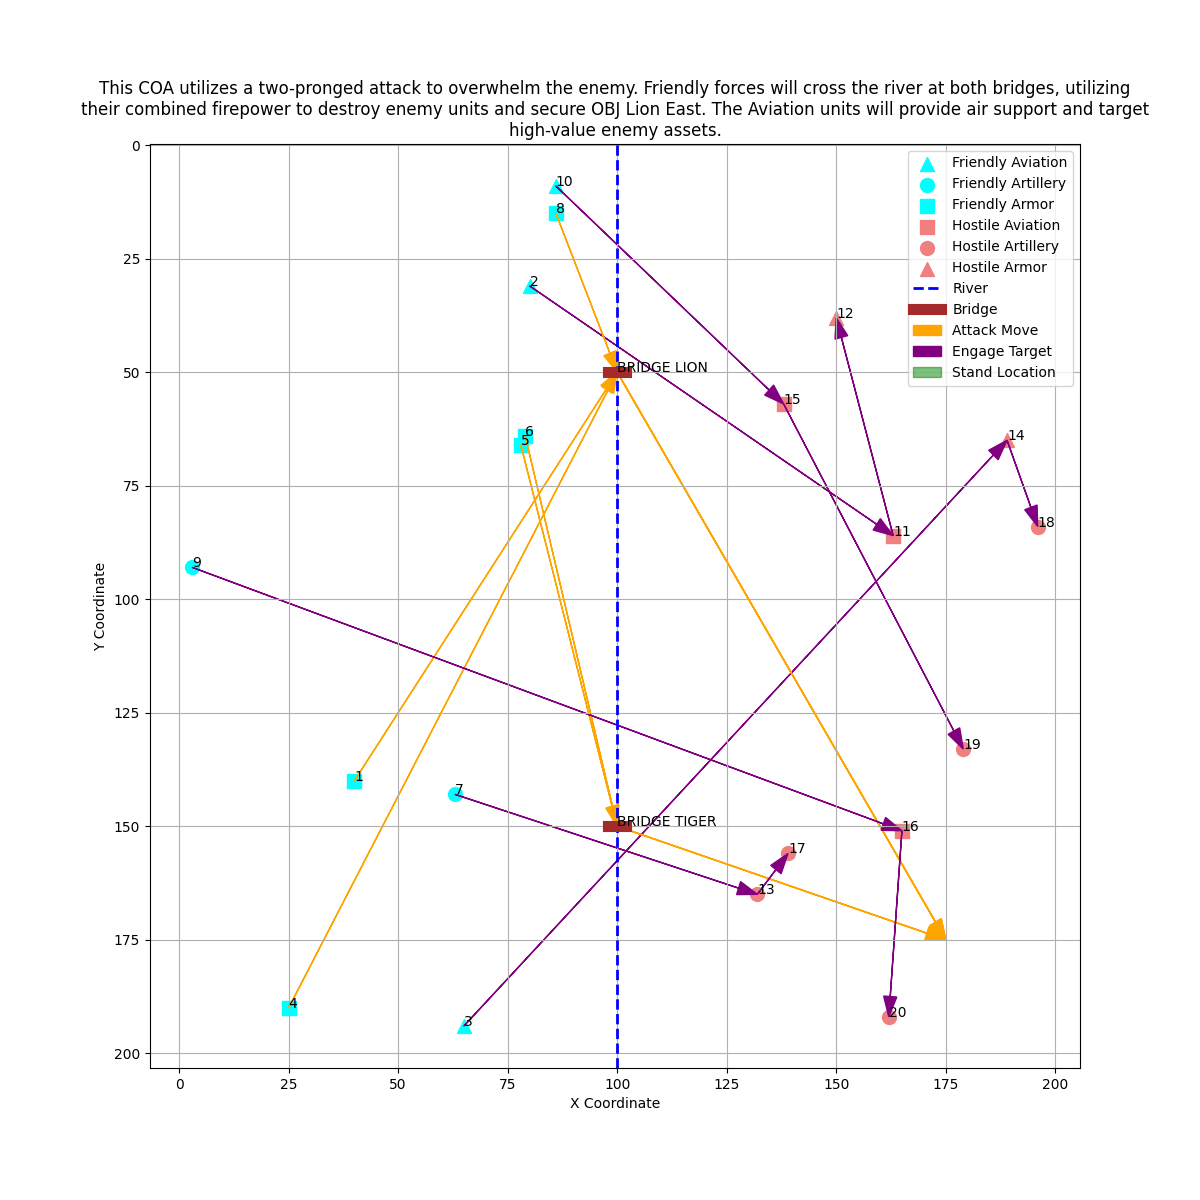 This COA utilizes a two-pronged attack to overwhelm the enemy. Friendly forces will cross the river at both bridges, utilizing
their combined firepower to destroy enemy units and secure OBJ Lion East. The Aviation units will provide air support and target
high-value enemy assets.
0
25
50
75
100
125
150
175
200
Y Coordinate
0
25
50
75
100
125
150
175
200
X Coordinate
Friendly Aviation
Friendly Artillery
Friendly Armor
Hostile Aviation
Hostile Artillery
Hostile Armor
River
Bridge
Attack Move
Engage Target
Stand Location
10
8
2
12
BRIDGE LION
15
6
5
14
18
11
9
19
1
7
BRIDGE TIGER
16
17
13
4
3
20